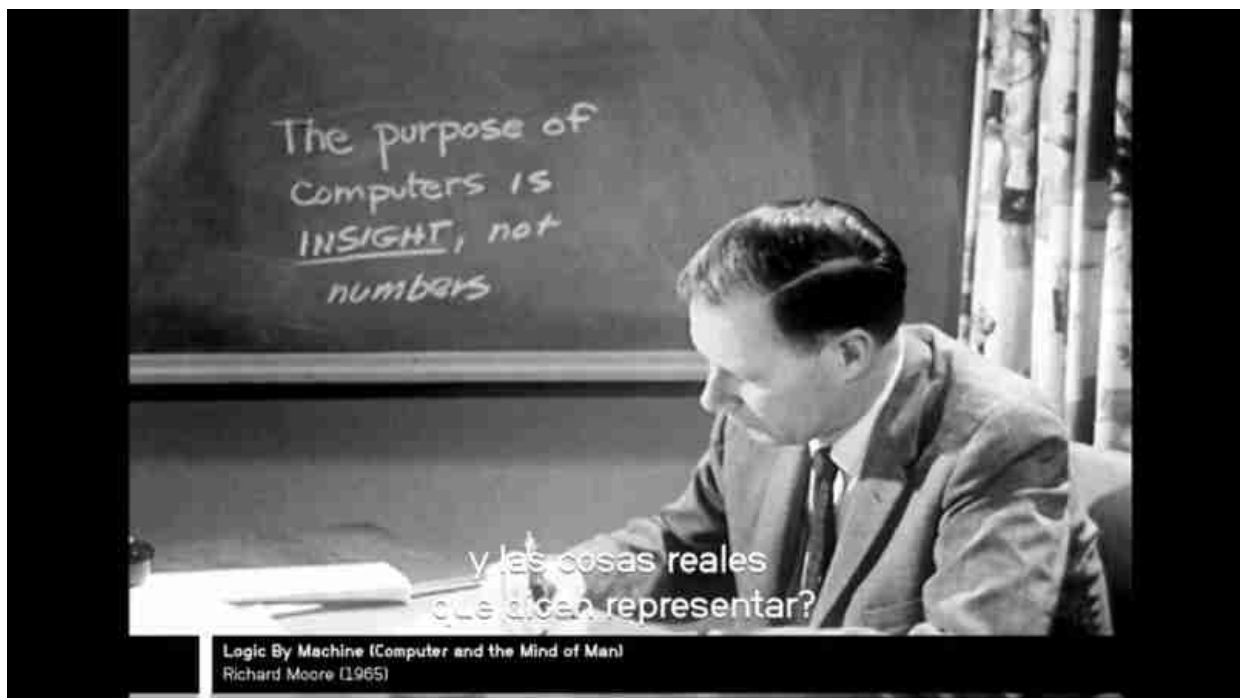 The purpose of
Computers is
INSIGHT, not
numbers
y las cosas reales
que dicen representar?
Logic By Machine (Computer and the Mind of Man)
Richard Moore (1965)